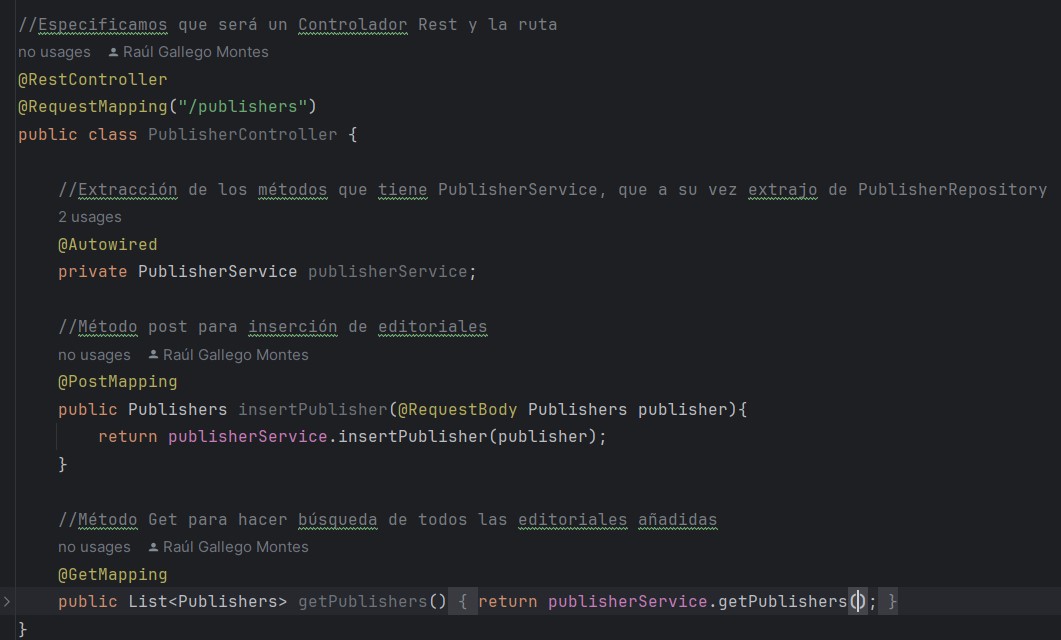 //Especificamos que será un Controlador Rest y la ruta
no usages Raúl Gallego Montes
@RestController
@RequestMapping("/publishers")
public class PublisherController {
//Extracción de los métodos que tiene PublisherService, que a su vez extrajo de PublisherRepository
2 usages
@Autowired
private PublisherService publisherService;
//Método post para inserción de editoriales
no usages Raúl Gallego Montes
@PostMapping
public Publishers insertPublisher(@RequestBody Publishers publisher){
return publisherService.insertPublisher(publisher);
}
//Método Get para hacer búsqueda de todos las editoriales añadidas
no usages Raúl Gallego Montes
@GetMapping
public List<Publishers> getPublishers() { return publisherService.getPublishers(); }
}